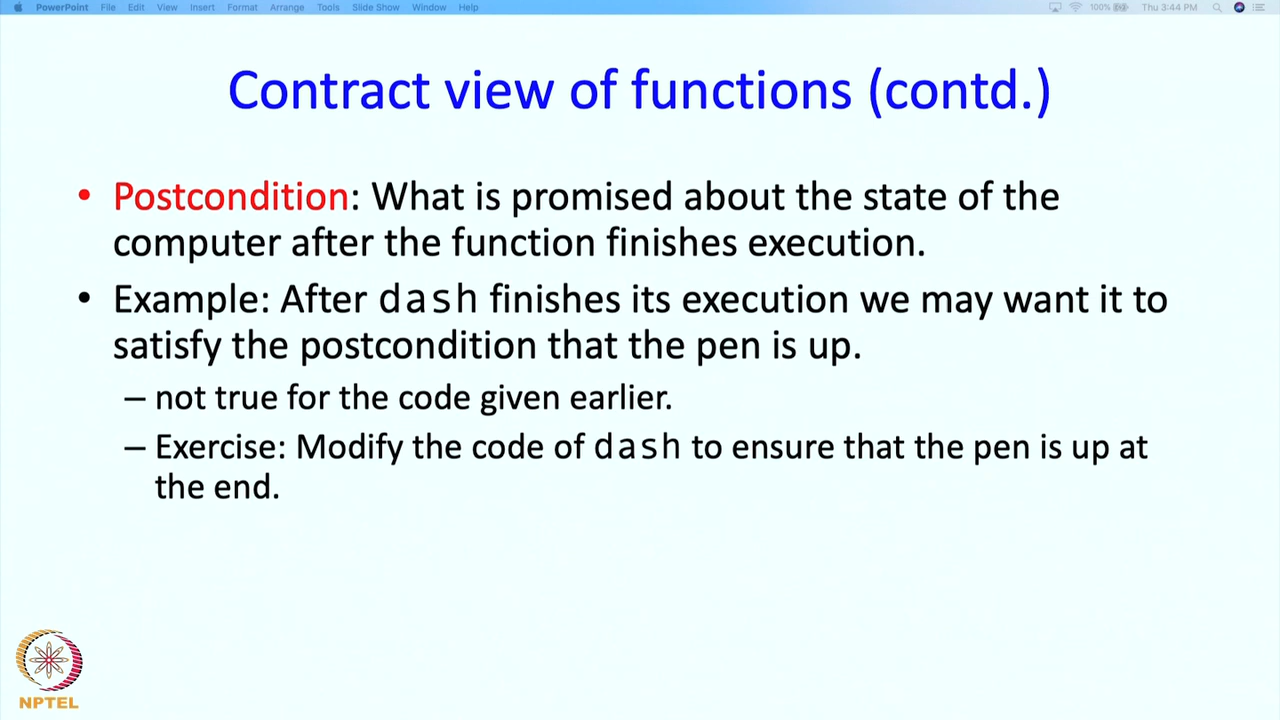 PowerPoint File Edit View Insert Format Arrange Tools Slide Show Window Help 100% Thu 3:44 PM
Contract view of functions (contd.)
• Postcondition: What is promised about the state of the
computer after the function finishes execution.
• Example: After dash finishes its execution we may want it to
satisfy the postcondition that the pen is up.
– not true for the code given earlier.
– Exercise: Modify the code of dash to ensure that the pen is up at
the end.
NPTEL